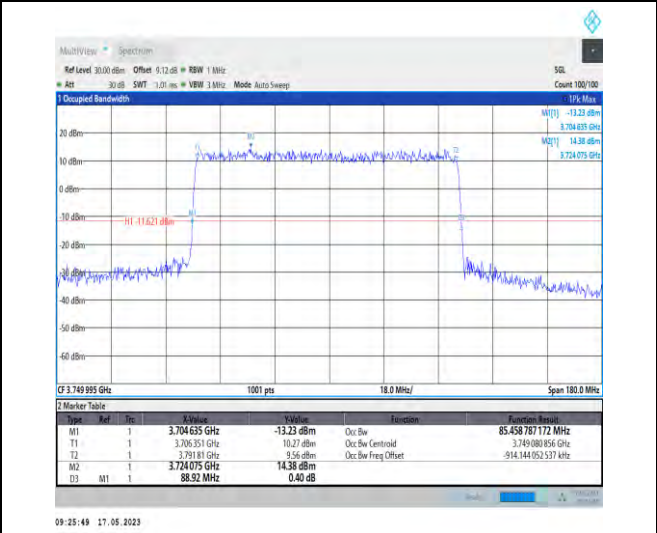 MultiView Spectrum
Ref Level 30.00 dBm Offset 9.12 dB RBW 1 MHz SGL
Att 30 dB SWT 1.01 ms VBW 3 MHz Mode Auto Sweep Count 100/100
1 Occupied Bandwidth 1Pk Max
M1[1] -13.23 dBm
3.704 635 GHz
M2[1] 14.38 dBm
3.724 075 GHz
20 dBm
10 dBm
0 dBm
-10 dBm
H1 -11.621 dBm
-20 dBm
-30 dBm
-40 dBm
-50 dBm
-60 dBm
M2
T1
T2
M1
CF 3.749 995 GHz 1001 pts 18.0 MHz/ Span 180.0 MHz
2 Marker Table
Type Ref Trc X-Value Y-Value Function Function Result
M1 1 3.704 635 GHz -13.23 dBm Occ Bw 85.458 787 172 MHz
T1 1 3.706 351 GHz 10.27 dBm Occ Bw Centroid 3.749 080 856 GHz
T2 1 3.791 81 GHz 9.56 dBm Occ Bw Freq Offset -914.144 052 537 kHz
M2 1 3.724 075 GHz 14.38 dBm
D3 M1 1 88.92 MHz 0.40 dB
09:25:49 17.05.2023